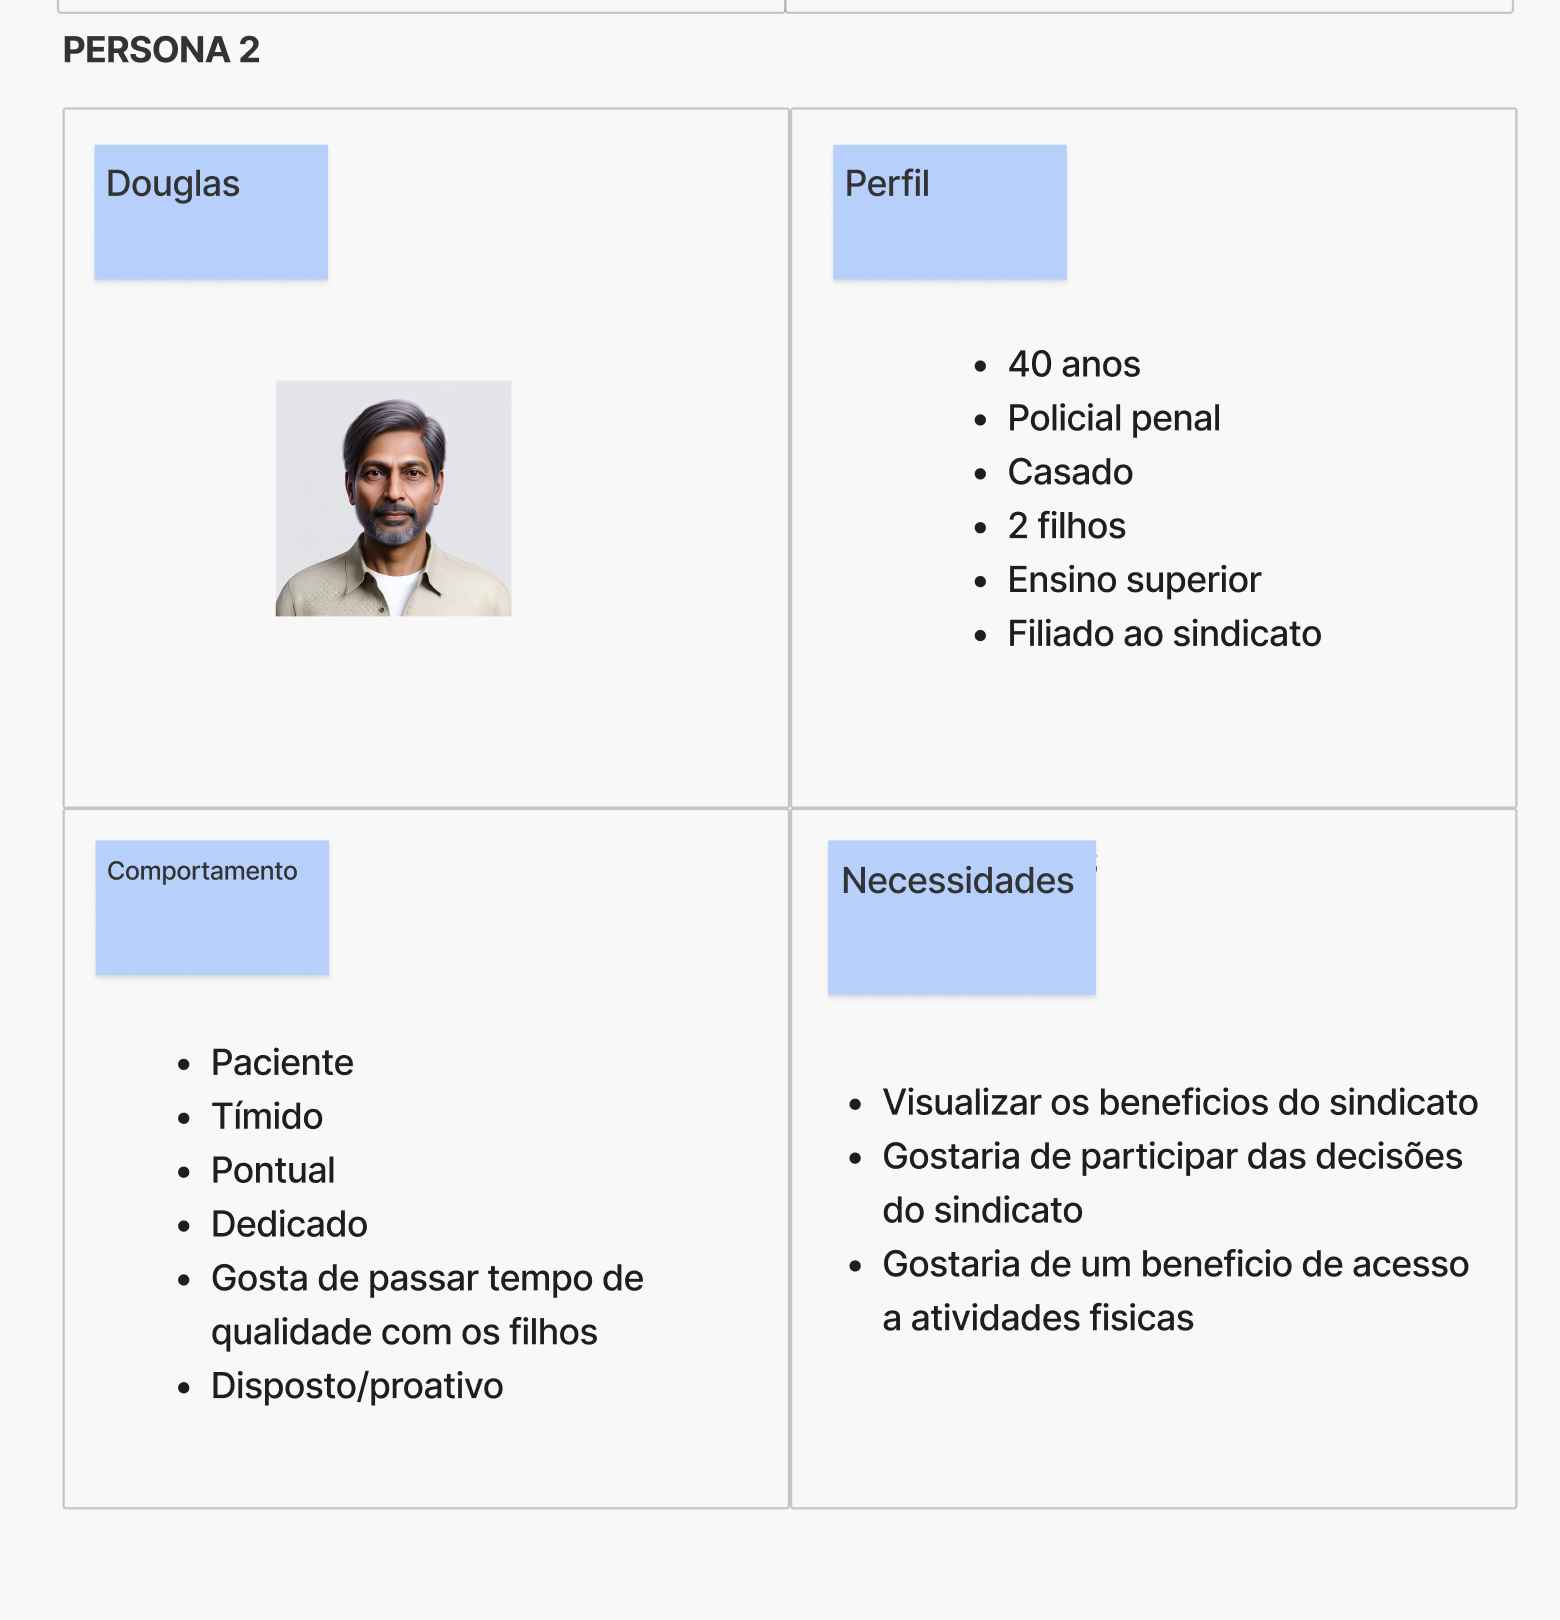 PERSONA 2
Douglas
Perfil
40 anos
Policial penal
Casado
2 filhos
Ensino superior
Filiado ao sindicato
Comportamento
Paciente
Tímido
Pontual
Dedicado
Gosta de passar tempo de
qualidade com os filhos
Disposto/proativo
Necessidades
Visualizar os beneficios do sindicato
Gostaria de participar das decisões
do sindicato
Gostaria de um beneficio de acesso
a atividades fisicas